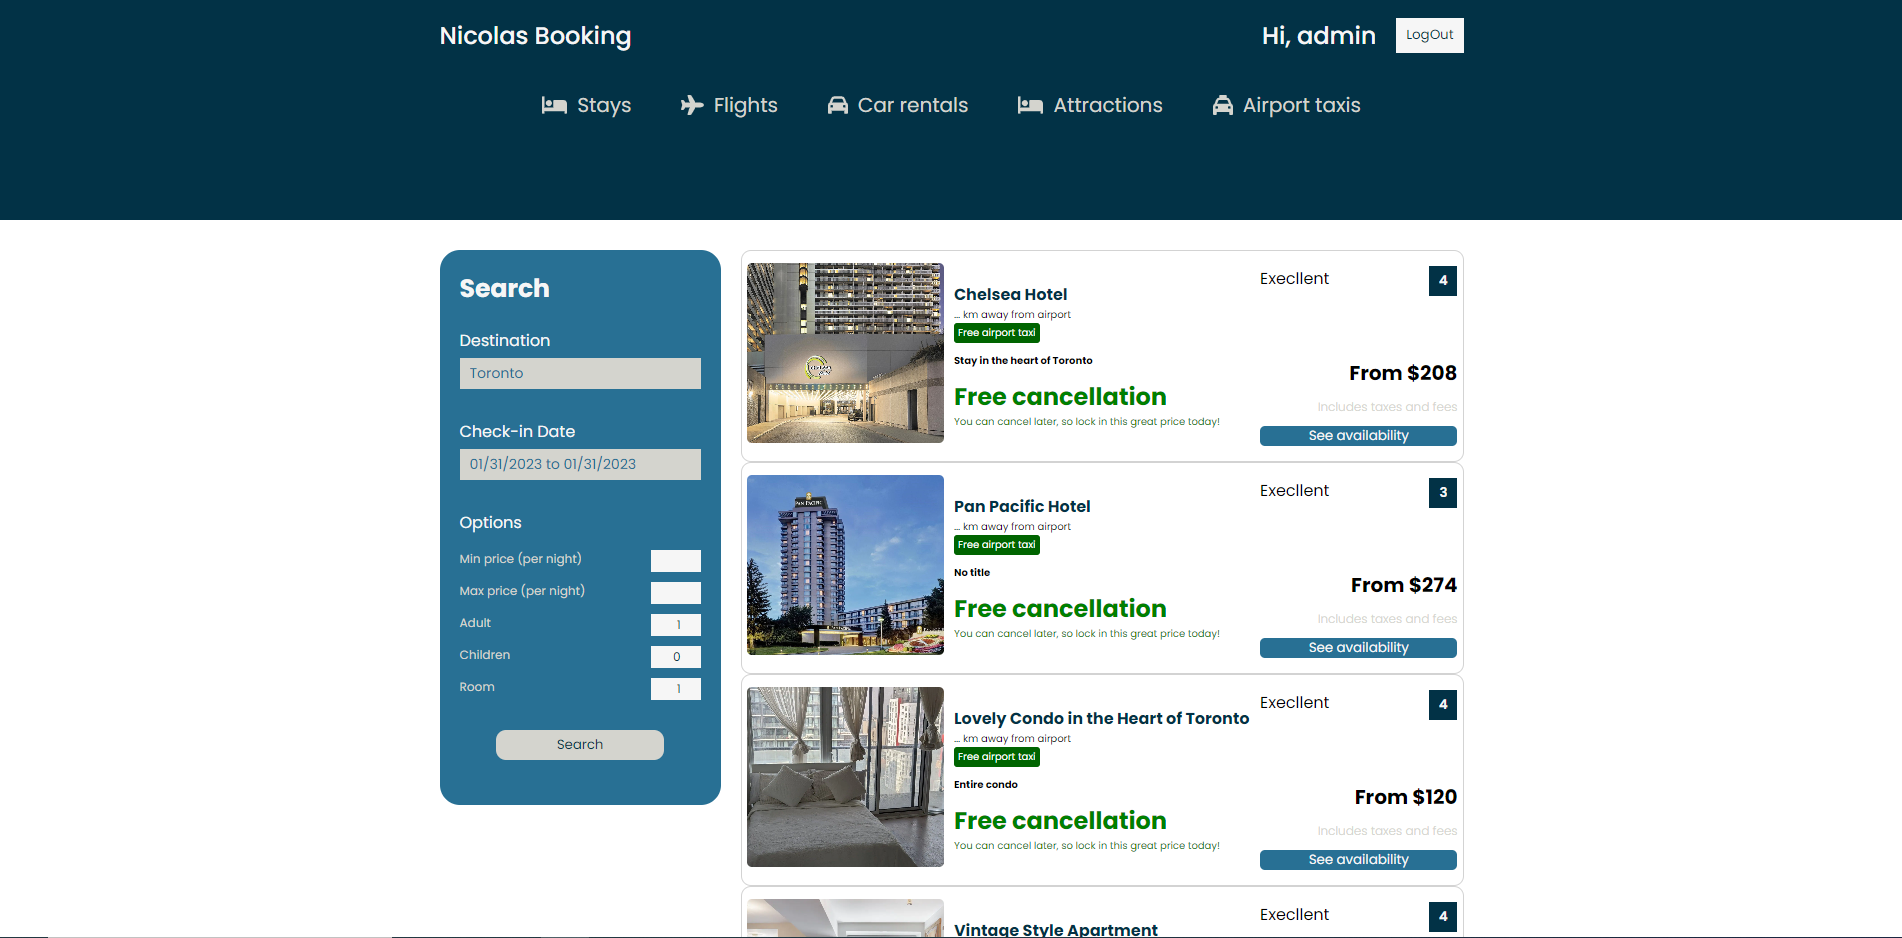 Nicolas Booking
Hi, admin
LogOut
Stays
Flights
Car rentals
Attractions
Airport taxis
Search
Destination
Toronto
Check-in Date
01/31/2023 to 01/31/2023
Options
Min price (per night)
Max price (per night)
Adult
1
Children
0
Room
1
Search
Chelsea Hotel
... km away from airport
Free airport taxi
Stay in the heart of Toronto
Free cancellation
You can cancel later, so lock in this great price today!
Execllent
4
From $208
Includes taxes and fees
See availability
PAN PACIFIC
Pan Pacific Hotel
... km away from airport
Free airport taxi
No title
Free cancellation
You can cancel later, so lock in this great price today!
Execllent
3
From $274
Includes taxes and fees
See availability
Lovely Condo in the Heart of Toronto
... km away from airport
Free airport taxi
Entire condo
Free cancellation
You can cancel later, so lock in this great price today!
Execllent
4
From $120
Includes taxes and fees
See availability
Vintage Style Apartment
Execllent
4